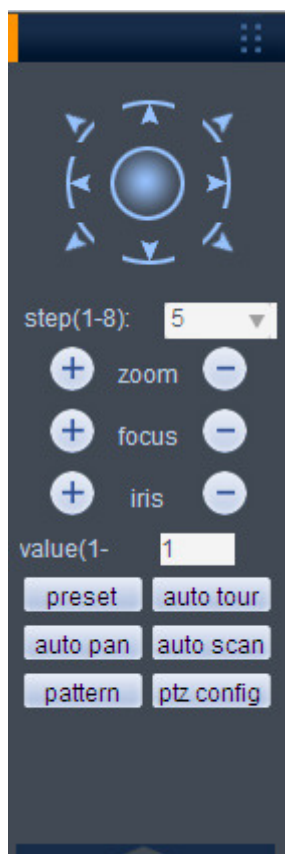 step(1-8): 5
zoom
focus
iris
value(1- 1
preset auto tour
auto pan auto scan
pattern ptz config